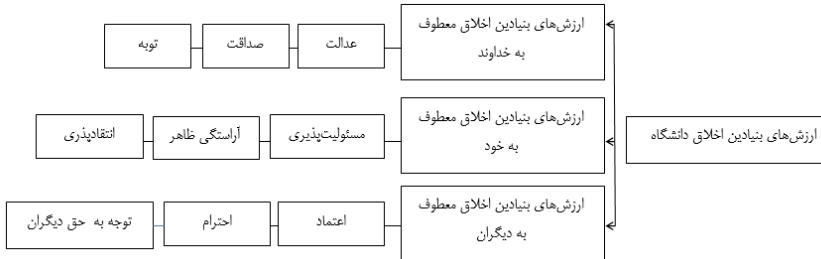 ارزش‌های بنیادین اخلاق دانشگاه
ارزش‌های بنیادین اخلاق معطوف
به خداوند
عدالت
صداقت
توبه
ارزش‌های بنیادین اخلاق معطوف
به خود
مسئولیت‌پذیری
آراستگی ظاهر
انتقادپذری
ارزش‌های بنیادین اخلاق معطوف
به دیگران
اعتماد
احترام
توجه به حق دیگران